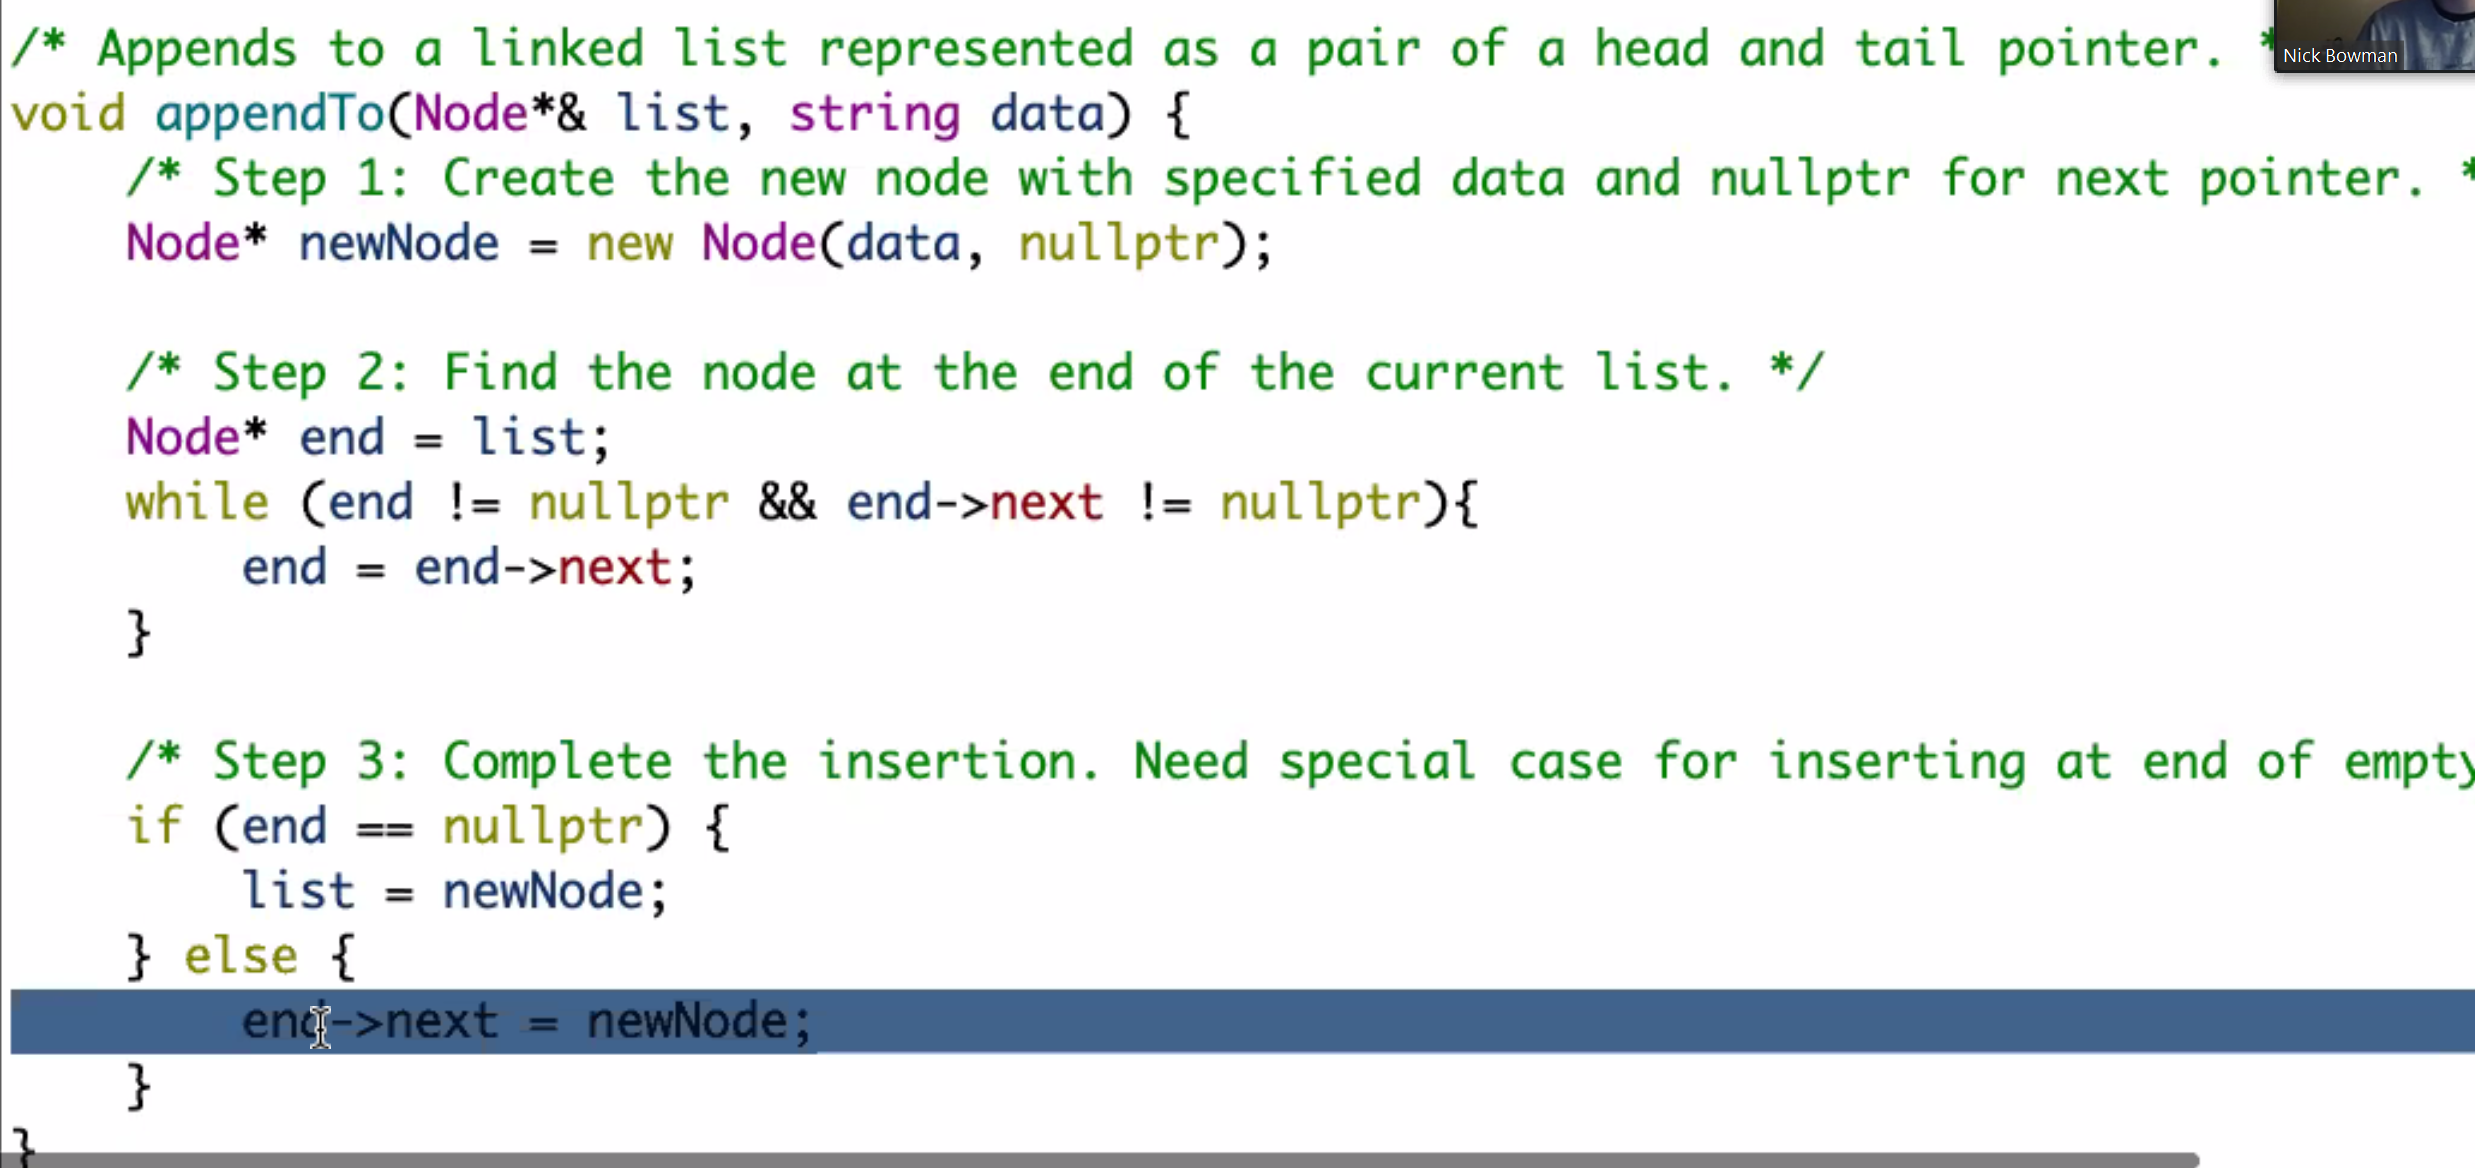 /* Appends to a linked list represented as a pair of a head and tail pointer. *
Nick Bowman
void appendTo(Node*& list, string data) {
    /* Step 1: Create the new node with specified data and nullptr for next pointer. *
    Node* newNode = new Node(data, nullptr);
    /* Step 2: Find the node at the end of the current list. */
    Node* end = list;
    while (end != nullptr && end->next != nullptr){
        end = end->next;
    }
    /* Step 3: Complete the insertion. Need special case for inserting at end of empty
    if (end == nullptr) {
        list = newNode;
    } else {
        end->next = newNode;
    }
}